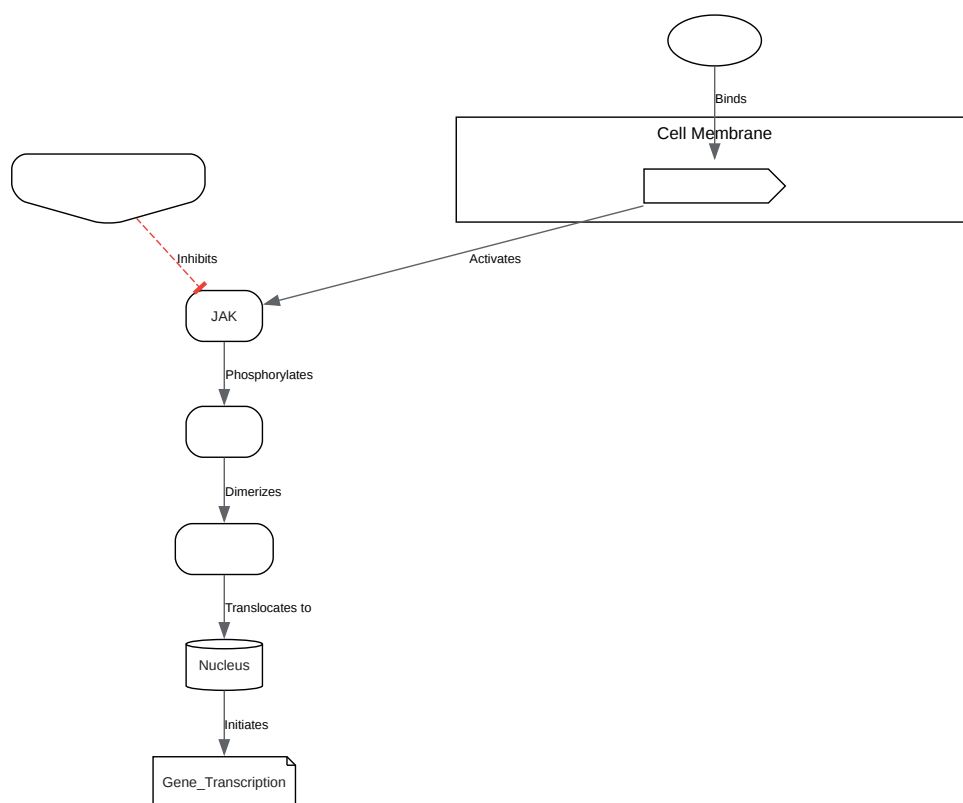 Binds
Cell Membrane
Inhibits
Activates
JAK
Phosphorylates
Dimerizes
Translocates to
Nucleus
Initiates
Gene_Transcription